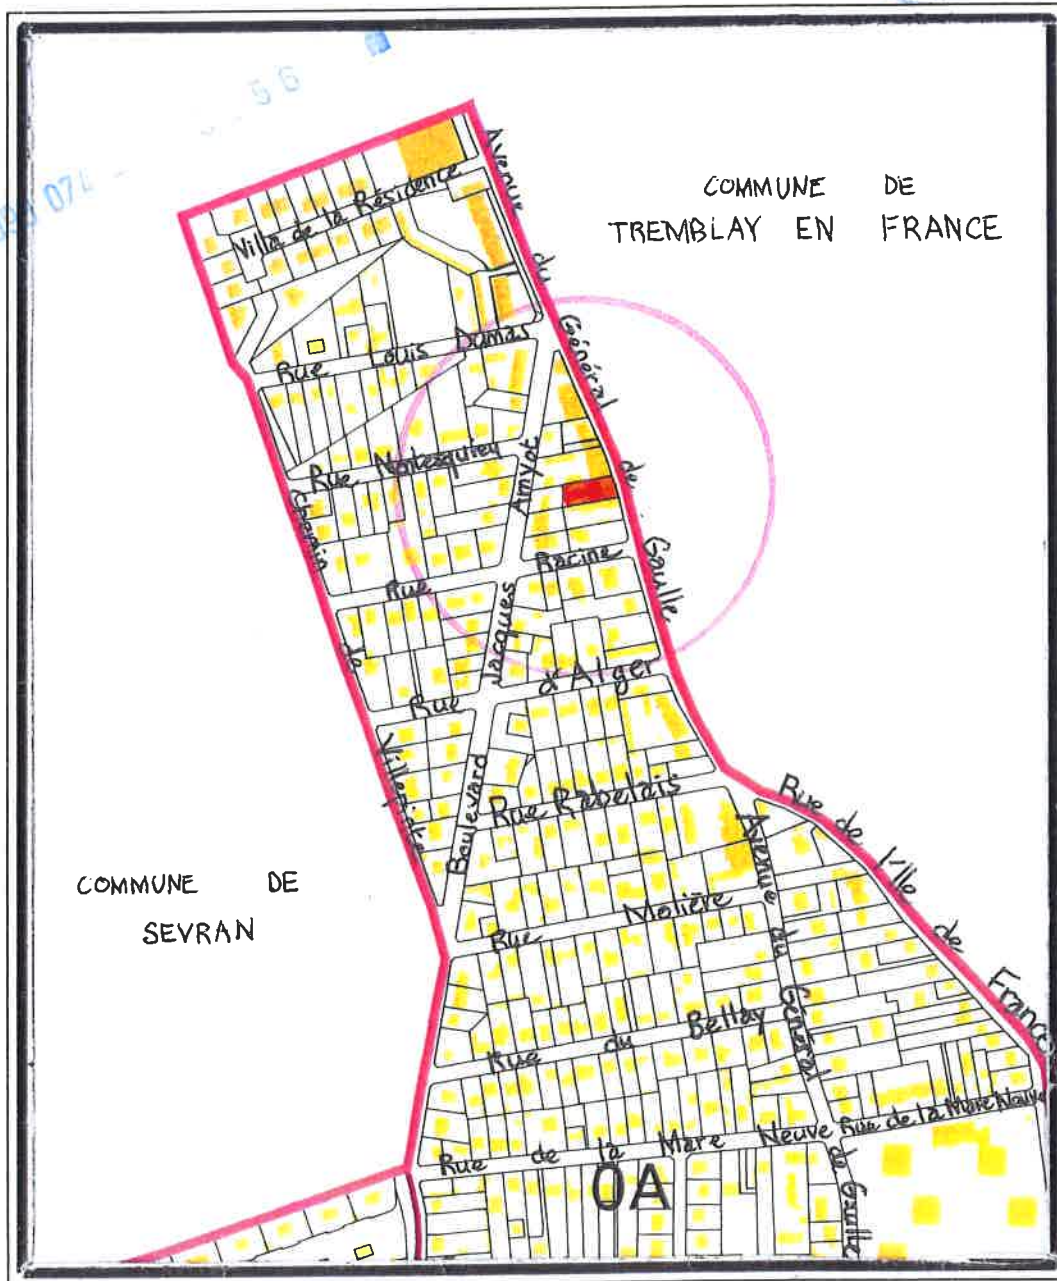 56
074
COMMUNE DE
TREMBLAY EN FRANCE
Avenue du Général de Gaulle
Villa de la Résidence
Rue Louis Damas
Rue Montesquieu
Amyot
Chemin de Villepinte
Rue Racine
Jacques
Rue d'Alger
Boulevard
Rue Rabelais
Rue de l'Ile de France
Avenue du Général de Gaulle
COMMUNE DE
SEVRAN
Rue Molière
Rue du Bellay
Rue de la Mare Neuve
Rue de la Mare Neuve
0A